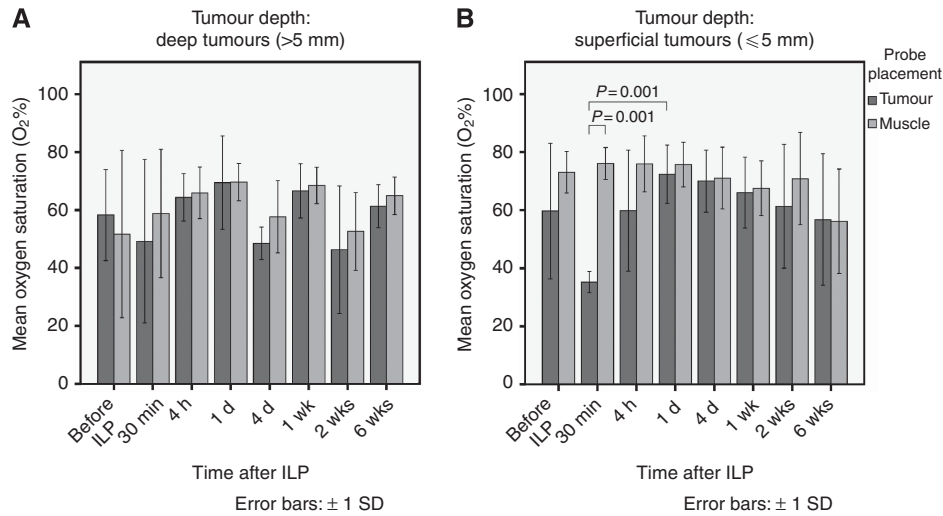 A
Tumour depth:
deep tumours (>5 mm)
Mean oxygen saturation (O₂%)
100
80
60
40
20
0
Before
ILP
30 min
4 h
1 d
4 d
1 wk
2 wks
6 wks
Time after ILP
Error bars: ± 1 SD
B
Tumour depth:
superficial tumours (⩽5 mm)
Mean oxygen saturation (O₂%)
100
80
60
40
20
0
P=0.001
P=0.001
Before
ILP
30 min
4 h
1 d
4 d
1 wk
2 wks
6 wks
Time after ILP
Error bars: ± 1 SD
Probe
placement
Tumour
Muscle